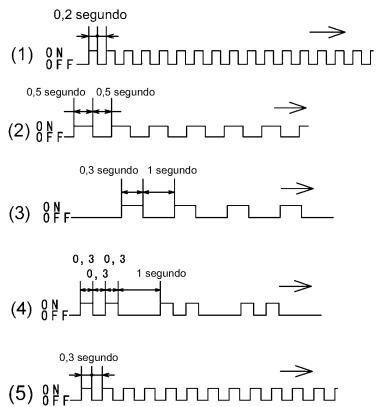 0,2 segundo
(1) ON
OFF
0,5 segundo 0,5 segundo
(2) ON
OFF
0,3 segundo 1 segundo
(3) ON
OFF
0,3 0,3
0,3 1 segundo
(4) ON
OFF
0,3 segundo
(5) ON
OFF